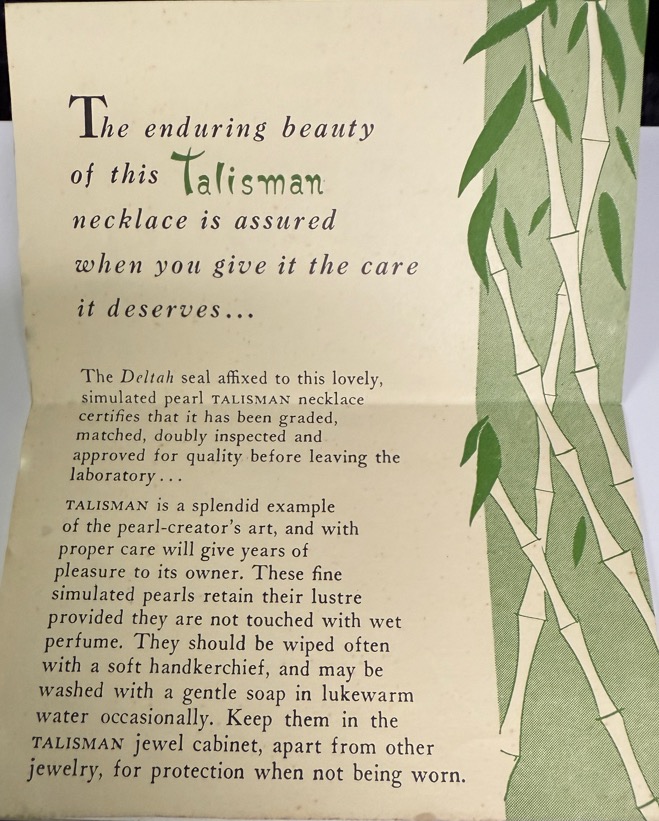 The enduring beauty
of this Talisman
necklace is assured
when you give it the care
it deserves...
The Deltah seal affixed to this lovely,
simulated pearl TALISMAN necklace
certifies that it has been graded,
matched, doubly inspected and
approved for quality before leaving the
laboratory...
TALISMAN is a splendid example
of the pearl-creator's art, and with
proper care will give years of
pleasure to its owner. These fine
simulated pearls retain their lustre
provided they are not touched with wet
perfume. They should be wiped often
with a soft handkerchief, and may be
washed with a gentle soap in lukewarm
water occasionally. Keep them in the
TALISMAN jewel cabinet, apart from other
jewelry, for protection when not being worn.